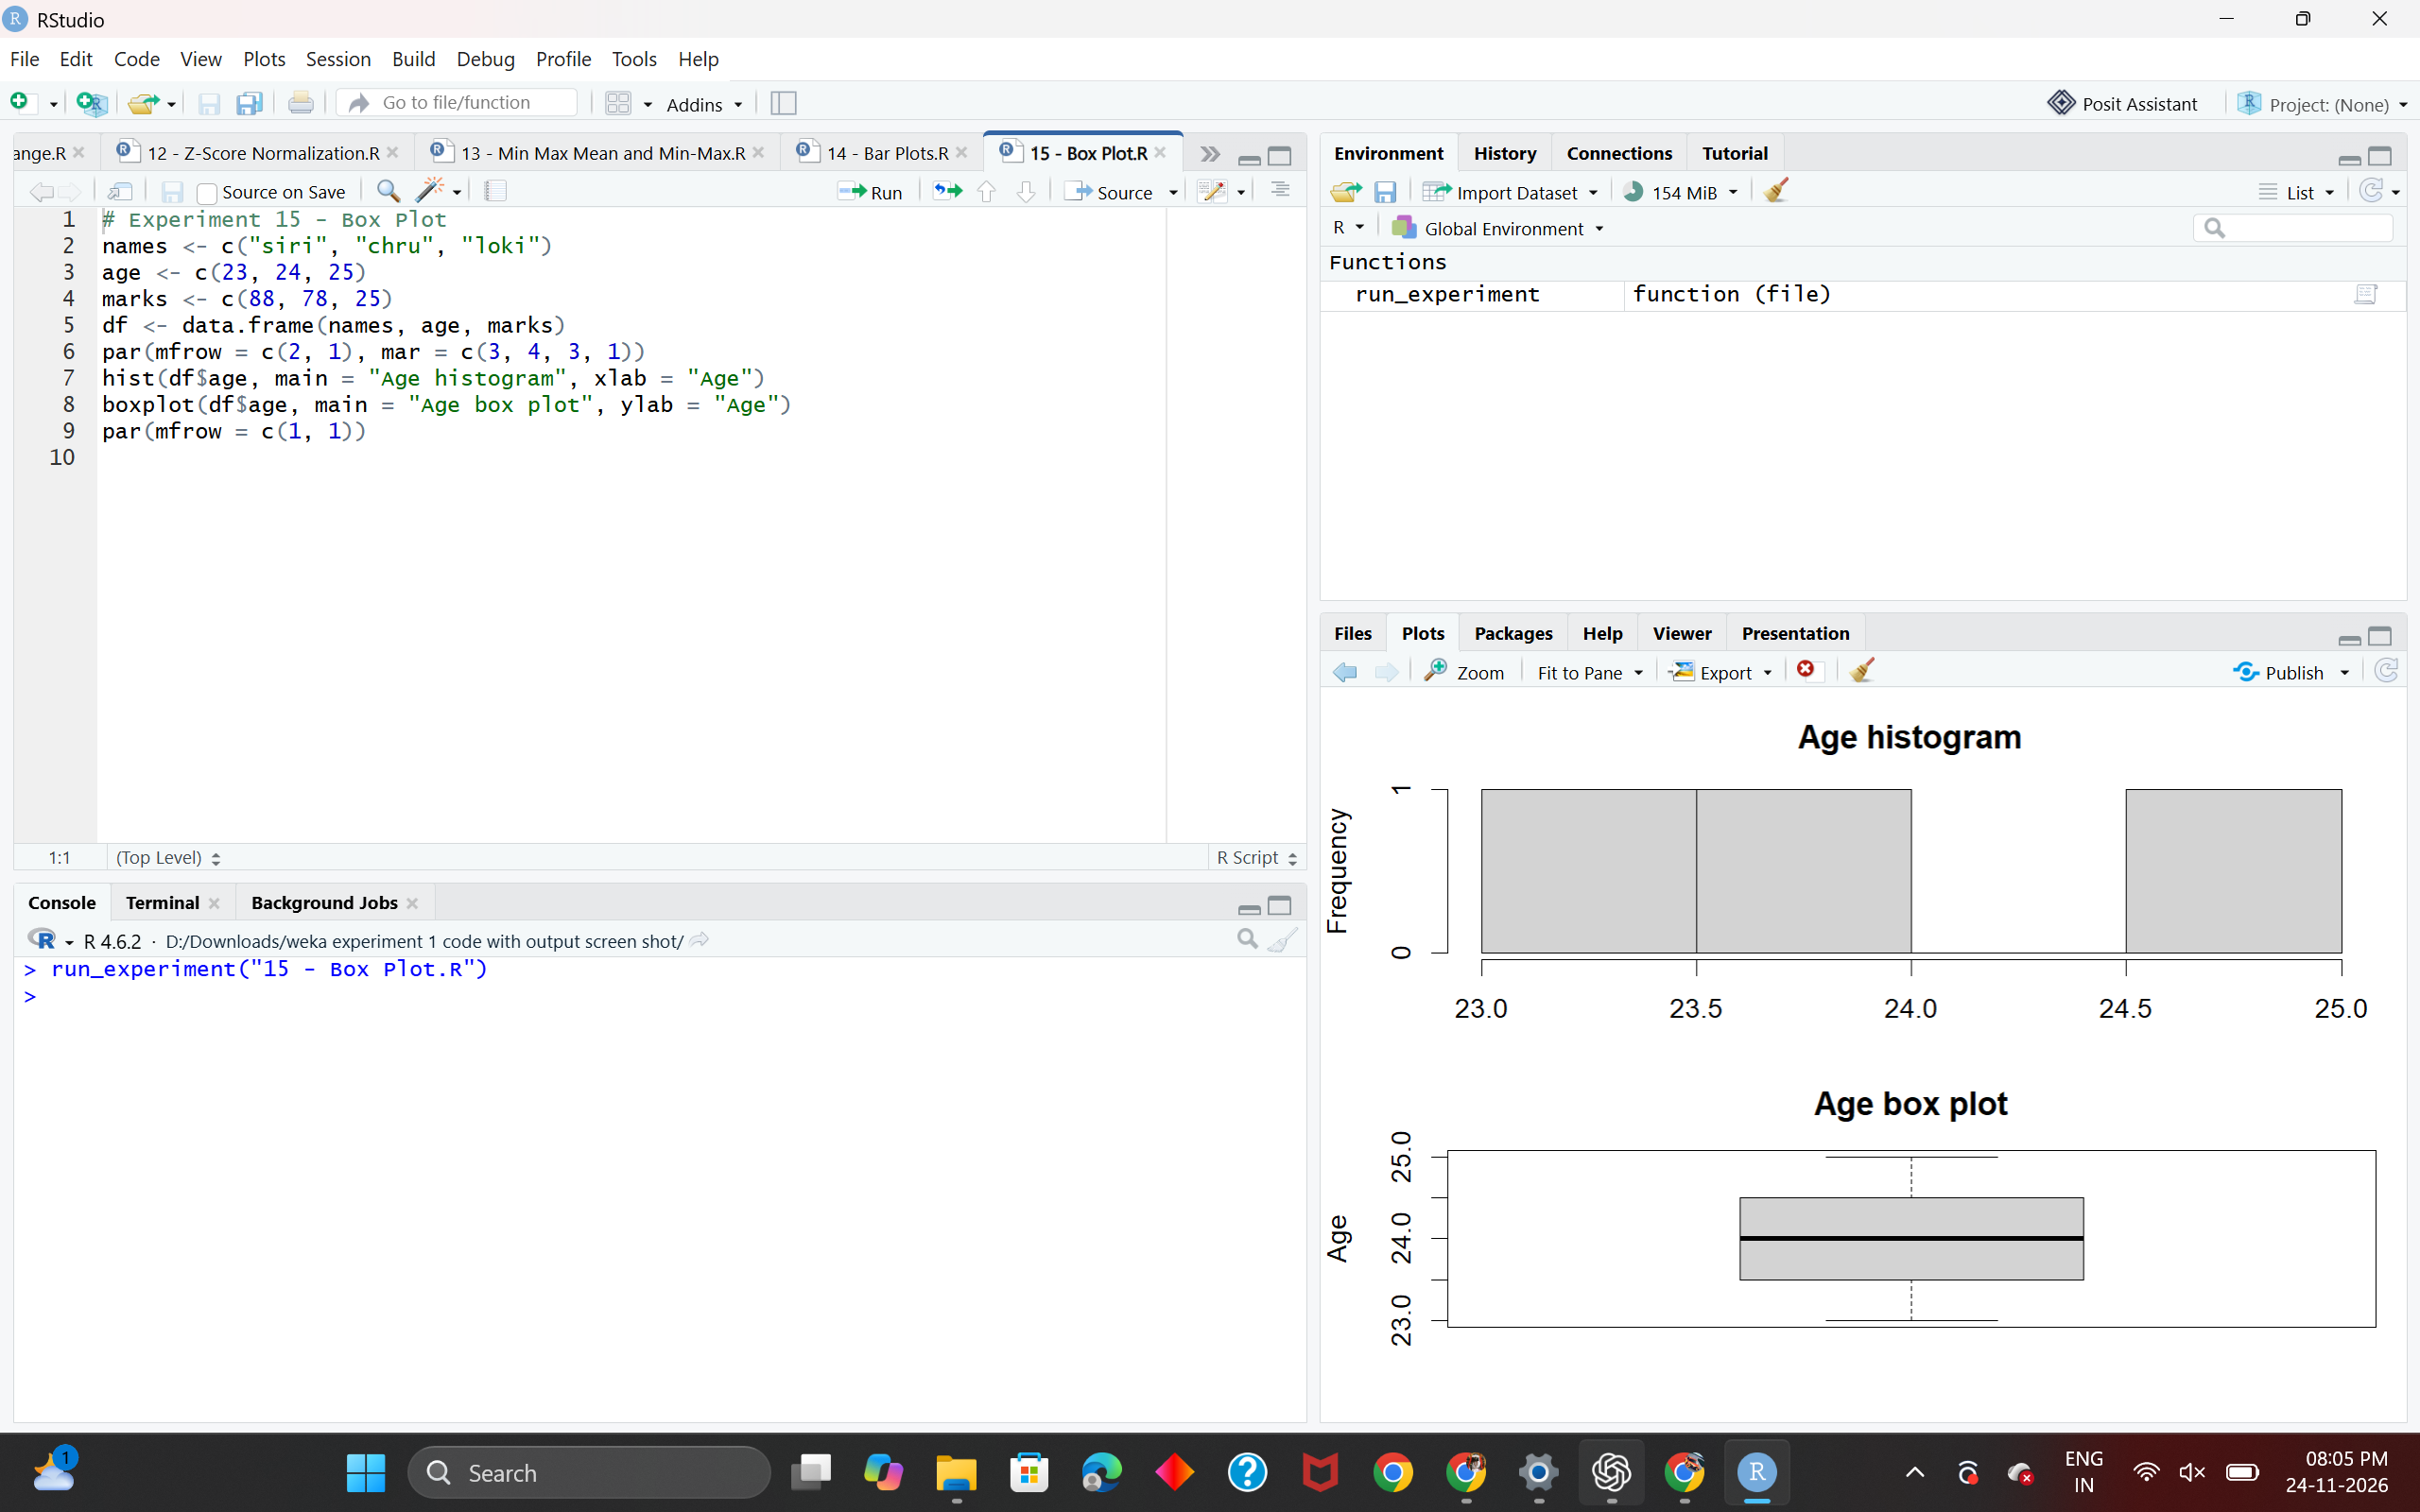 RStudio
File Edit Code View Plots Session Build Debug Profile Tools Help
Go to file/function Addins Posit Assistant Project: (None)
ange.R 12 - Z-Score Normalization.R 13 - Min Max Mean and Min-Max.R 14 - Bar Plots.R 15 - Box Plot.R
Source on Save Run Source
1 # Experiment 15 - Box Plot
2 names <- c("siri", "chru", "loki")
3 age <- c(23, 24, 25)
4 marks <- c(88, 78, 25)
5 df <- data.frame(names, age, marks)
6 par(mfrow = c(2, 1), mar = c(3, 4, 3, 1))
7 hist(df$age, main = "Age histogram", xlab = "Age")
8 boxplot(df$age, main = "Age box plot", ylab = "Age")
9 par(mfrow = c(1, 1))
10
1:1 (Top Level) R Script
Console Terminal Background Jobs
R 4.6.2 · D:/Downloads/weka experiment 1 code with output screen shot/
> run_experiment("15 - Box Plot.R")
>
Environment History Connections Tutorial
Import Dataset 154 MiB List
R Global Environment
Functions
run_experiment function (file)
Files Plots Packages Help Viewer Presentation
Zoom Fit to Pane Export Publish
Age histogram
Frequency
1
0
23.0 23.5 24.0 24.5 25.0
Age box plot
Age
25.0
24.0
23.0
1
Search
ENG
IN
08:05 PM
24-11-2026